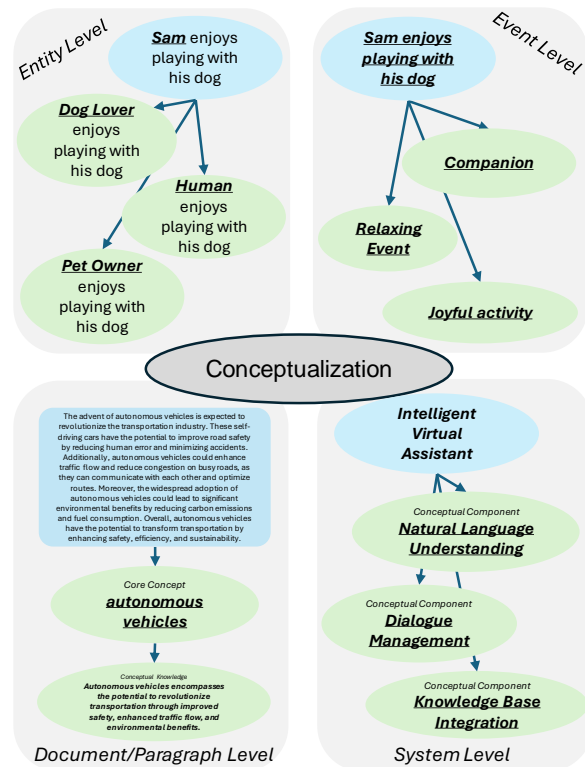 Entity Level
Sam enjoys
playing with
his dog
Dog Lover
enjoys
playing with
his dog
Human
enjoys
playing with
his dog
Pet Owner
enjoys
playing with
his dog
Event Level
Sam enjoys
playing with
his dog
Companion
Relaxing
Event
Joyful activity
Conceptualization
The advent of autonomous vehicles is expected to
revolutionize the transportation industry. These self-
driving cars have the potential to improve road safety
by reducing human error and minimizing accidents.
Additionally, autonomous vehicles could enhance
traffic flow and reduce congestion on busy roads, as
they can communicate with each other and optimize
routes. Moreover, the widespread adoption of
autonomous vehicles could lead to significant
environmental benefits by reducing carbon emissions
and fuel consumption. Overall, autonomous vehicles
have the potential to transform transportation by
enhancing safety, efficiency, and sustainability.
Core Concept
autonomous
vehicles
Conceptual Knowledge
Autonomous vehicles encompasses
the potential to revolutionize
transportation through improved
safety, enhanced traffic flow, and
environmental benefits.
Document/Paragraph Level
Intelligent
Virtual
Assistant
Conceptual Component
Natural Language
Understanding
Conceptual Component
Dialogue
Management
Conceptual Component
Knowledge Base
Integration
System Level